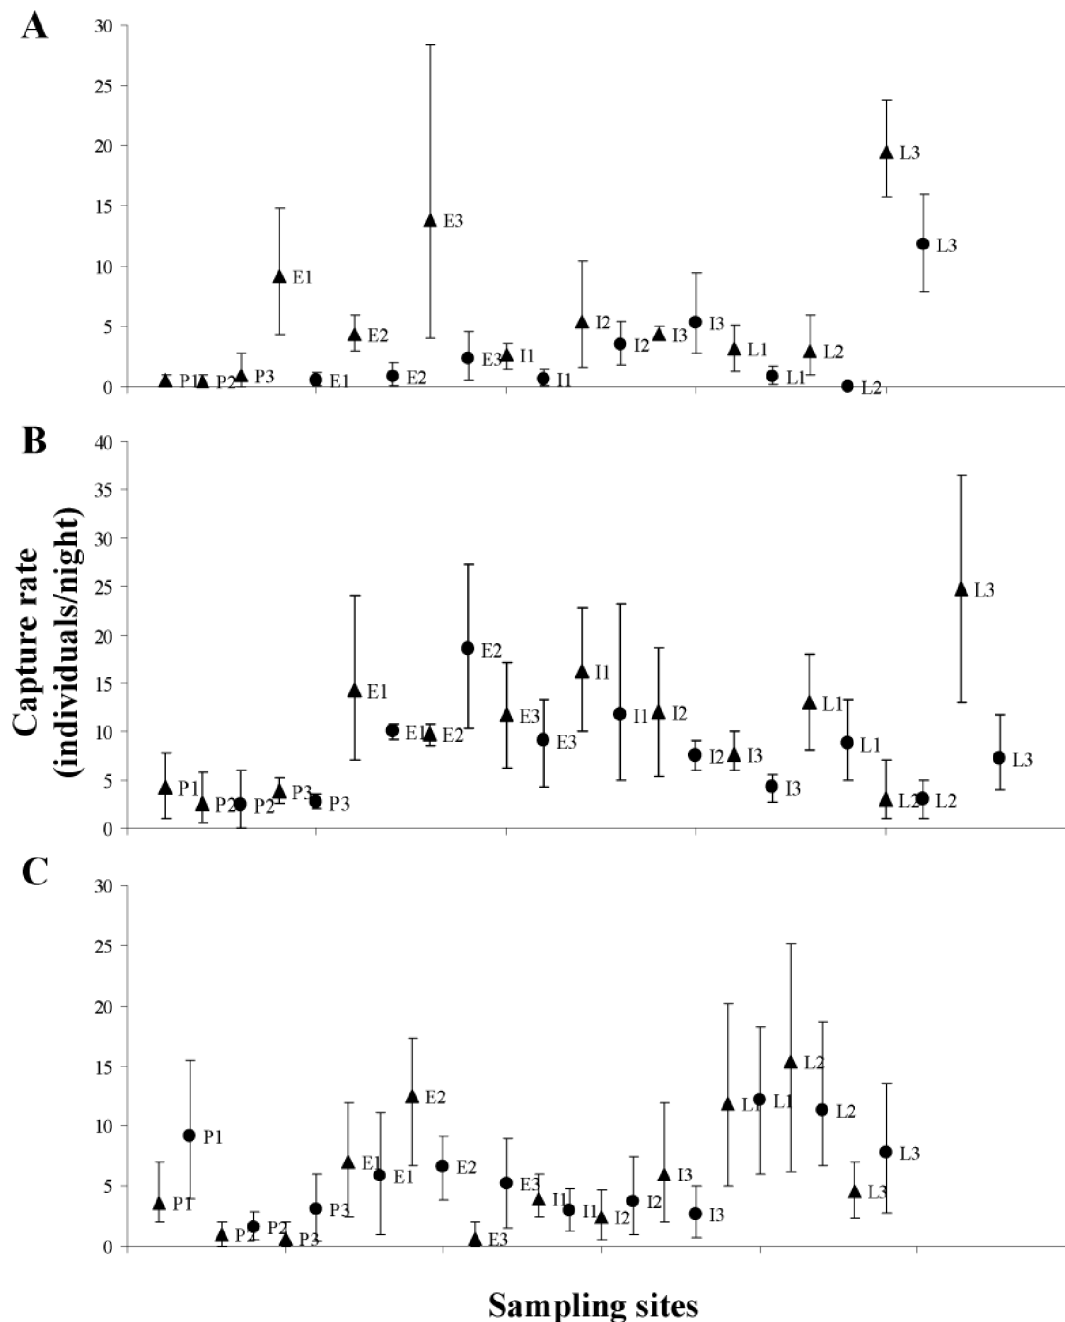 A
30
25
20
15
10
5
0
P1
P2
P3
E1
E1
E2
E2
E3
E3
I1
I1
I2
I2
I3
I3
L1
L1
L2
L2
L3
L3
B
40
35
30
25
20
15
10
5
0
P1
P2
P2
P3
P3
E1
E1
E2
E2
E3
E3
I1
I1
I2
I2
I3
I3
L1
L1
L2
L2
L3
L3
Capture rate
(individuals/night)
C
30
25
20
15
10
5
0
P1
P1
P2
P2
P3
P3
E1
E1
E2
E2
E3
E3
I1
I1
I2
I2
I3
I3
L1
L1
L2
L2
L3
L3
Sampling sites